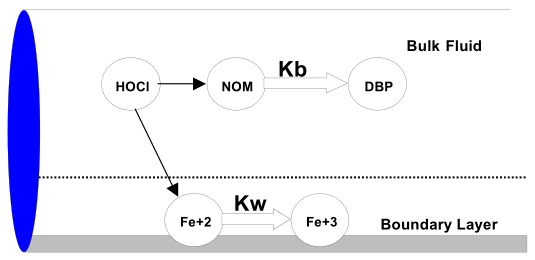 Bulk Fluid
Kb
HOCl
NOM
DBP
Kw
Fe+2
Fe+3
Boundary Layer